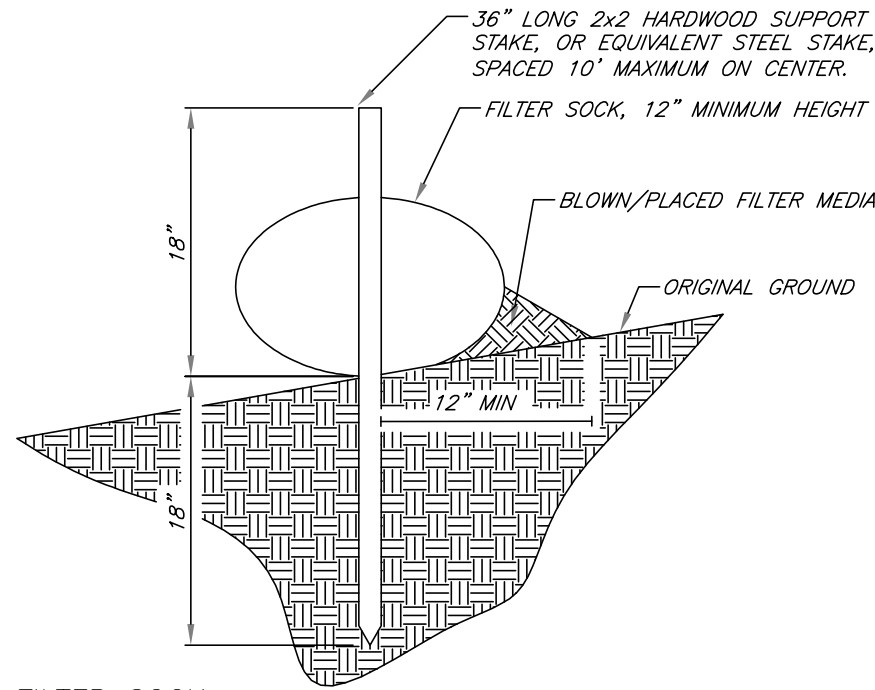 36" LONG 2x2 HARDWOOD SUPPORT
STAKE, OR EQUIVALENT STEEL STAKE,
SPACED 10' MAXIMUM ON CENTER.
FILTER SOCK, 12" MINIMUM HEIGHT
BLOWN/PLACED FILTER MEDIA
18"
ORIGINAL GROUND
12" MIN
18"